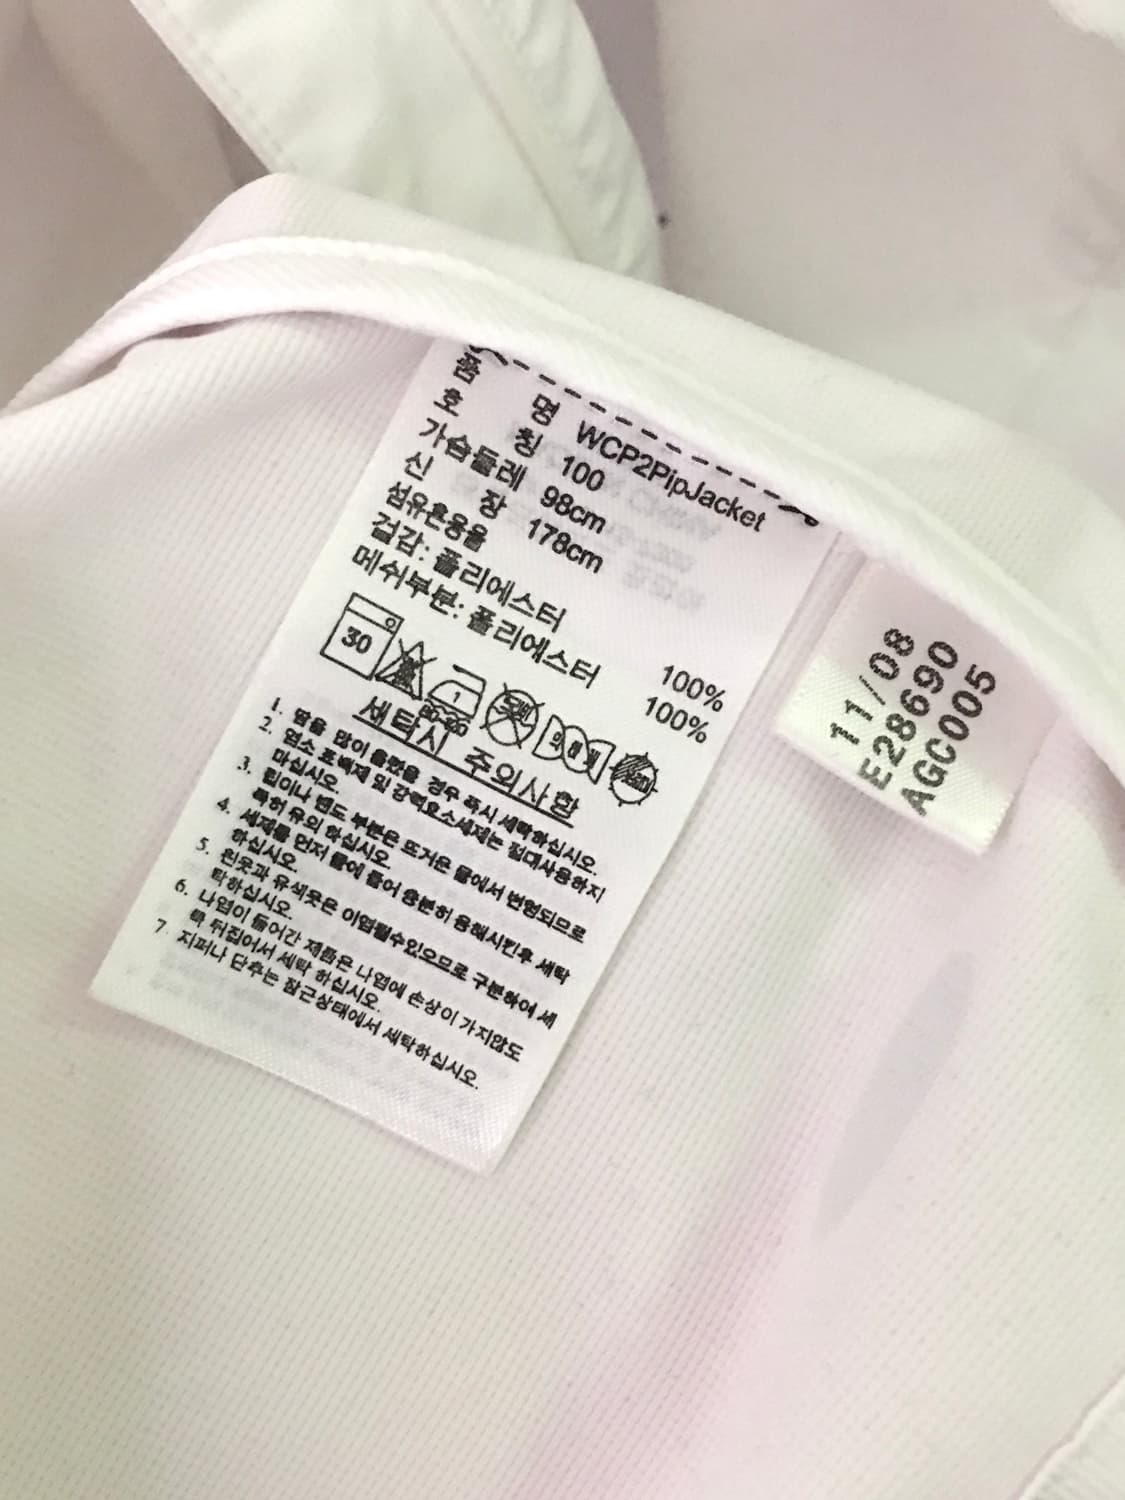 품 명 WCP2PipJacket
호 칭 100
가슴둘레 98cm
신 장 178cm
섬유혼용율
겉감: 폴리에스터 100%
메쉬부분: 폴리에스터 100%
30
1
세탁시 주의사항
1. 땀을 많이 흘렸을 경우 즉시 세탁하십시오.
2. 염소 표백제 및 강력효소세제는 절대사용하지
마십시오.
3. 립이나 밴드 부분은 뜨거운 물에서 변형되므로
특히 유의 하십시오.
4. 세제를 먼저 물에 풀어 충분히 용해시킨후 세탁
하십시오.
5. 흰옷과 유색옷은 이염될수있으므로 구분하여 세
탁하십시오.
6. 나염이 들어간 제품은 나염에 손상이 가지않도
록 뒤집어서 세탁 하십시오.
7. 지퍼나 단추는 잠근상태에서 세탁하십시오.
11/08
E28690
AGC005